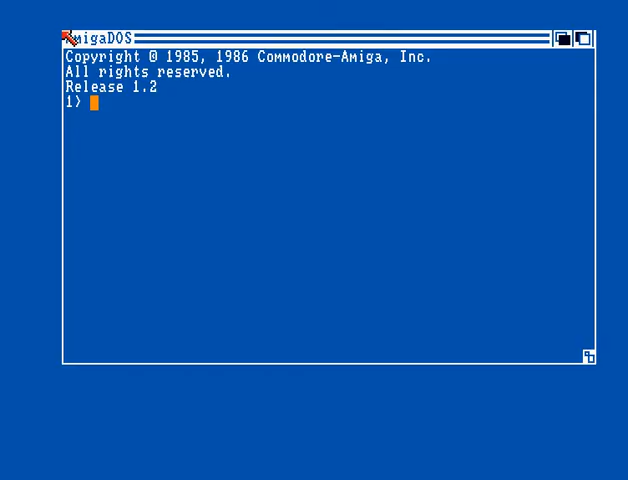 AmigaDOS
Copyright © 1985, 1986 Commodore-Amiga, Inc.
All rights reserved.
Release 1.2
1>